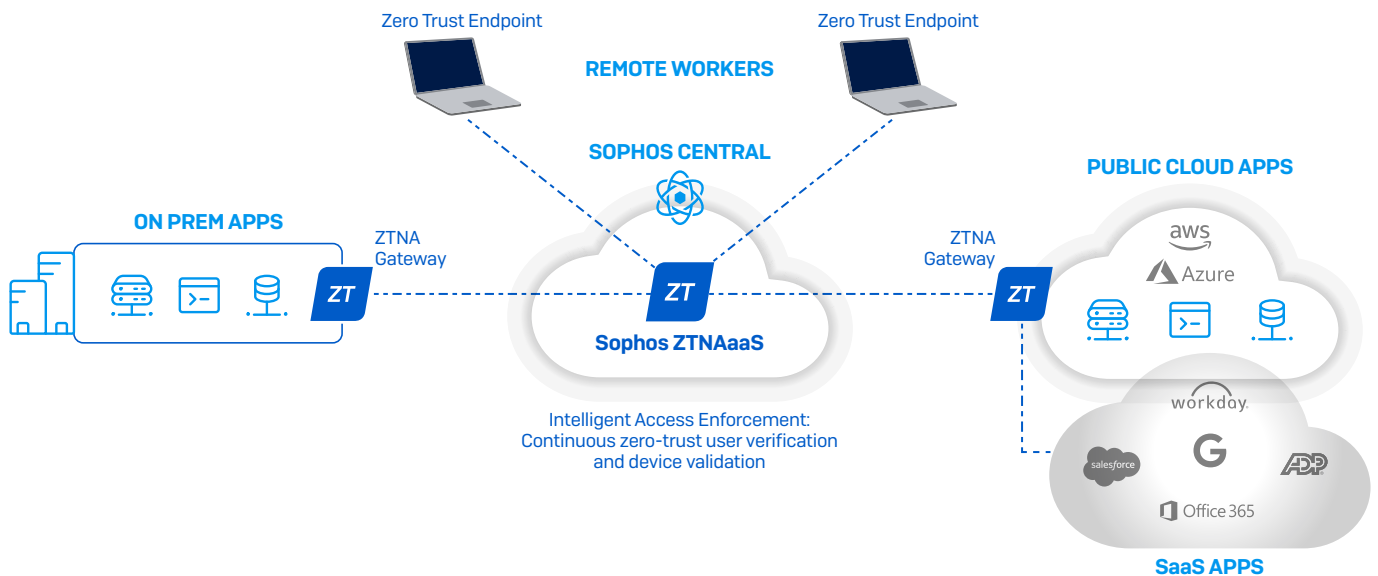 Zero Trust Endpoint
Zero Trust Endpoint
REMOTE WORKERS
SOPHOS CENTRAL
PUBLIC CLOUD APPS
ON PREM APPS
ZTNA
Gateway
ZTNA
Gateway
aws
Azure
ZT
ZT
ZT
Sophos ZTNAaaS
workday.
Intelligent Access Enforcement:
Continuous zero-trust user verification
and device validation
salesforce
G
ADP
Office 365
SaaS APPS